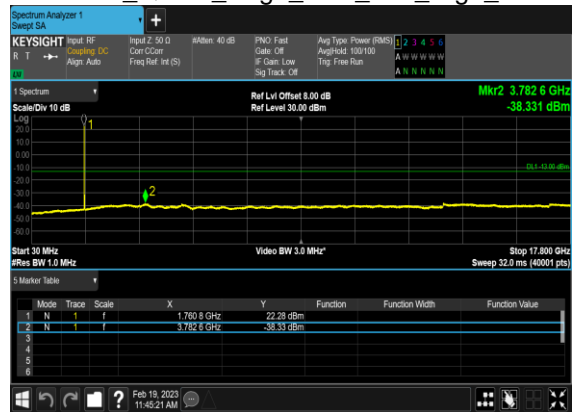 Spectrum Analyzer 1
Swept SA
KEYSIGHT Input: RF Input Z: 50 Ω #Atten: 40 dB PNO: Fast Avg Type: Power (RMS) 1 2 3 4 5 6
R T Coupling: DC Corr CCorr Gate: Off Avg|Hold: 100/100 A W W W W W
Align: Auto Freq Ref: Int (S) IF Gain: Low Trig: Free Run
Sig Track: Off A N N N N N
1 Spectrum Ref Lvl Offset 8.00 dB Mkr2 3.782 6 GHz
Scale/Div 10 dB Ref Level 30.00 dBm -38.331 dBm
Log
1
20.0
10.0
0.00
-10.0
DL1 -13.00 dBm
-20.0
-30.0
2
-40.0
-50.0
-60.0
Start 30 MHz Video BW 3.0 MHz* Stop 17.800 GHz
#Res BW 1.0 MHz Sweep 32.0 ms (40001 pts)
5 Marker Table
Mode Trace Scale X Y Function Function Width Function Value
1 N 1 f 1.760 8 GHz 22.28 dBm
2 N 1 f 3.782 6 GHz -38.33 dBm
3
4
5
6
? Feb 19, 2023
11:45:21 AM